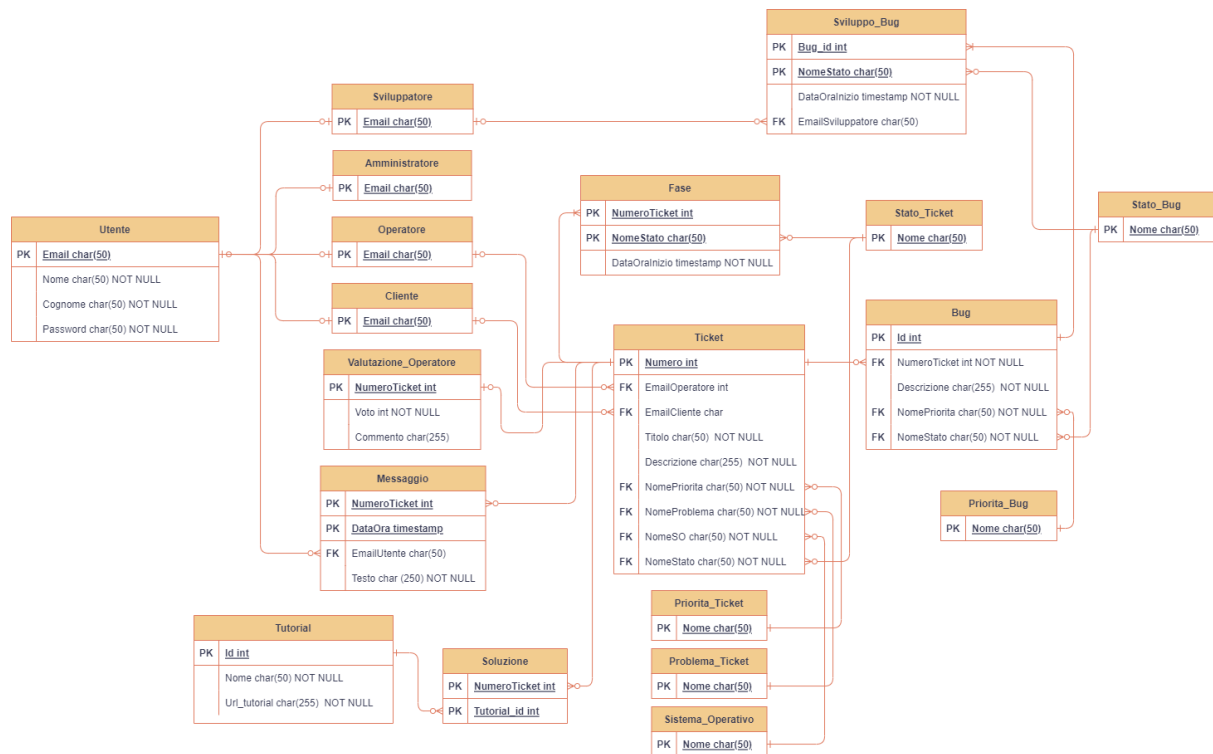 Sviluppo_Bug
PK Bug_id int
PK NomeStato char(50)
DataOraInizio timestamp NOT NULL
FK EmailSviluppatore char(50)
Sviluppatore
PK Email char(50)
Amministratore
PK Email char(50)
Fase
PK NumeroTicket int
PK NomeStato char(50)
DataOraInizio timestamp NOT NULL
Stato_Ticket
PK Nome char(50)
Stato_Bug
PK Nome char(50)
Utente
PK Email char(50)
Nome char(50) NOT NULL
Cognome char(50) NOT NULL
Password char(50) NOT NULL
Operatore
PK Email char(50)
Cliente
PK Email char(50)
Bug
PK Id int
FK NumeroTicket int NOT NULL
Descrizione char(255) NOT NULL
FK NomePriorita char(50) NOT NULL
FK NomeStato char(50) NOT NULL
Ticket
PK Numero int
FK EmailOperatore int
FK EmailCliente char
Titolo char(50) NOT NULL
Descrizione char(255) NOT NULL
FK NomePriorita char(50) NOT NULL
FK NomeProblema char(50) NOT NULL
FK NomeSO char(50) NOT NULL
FK NomeStato char(50) NOT NULL
Valutazione_Operatore
PK NumeroTicket int
Voto int NOT NULL
Commento char(255)
Messaggio
PK NumeroTicket int
PK DataOra timestamp
FK EmailUtente char(50)
Testo char (250) NOT NULL
Priorita_Bug
PK Nome char(50)
Priorita_Ticket
PK Nome char(50)
Tutorial
PK Id int
Nome char(50) NOT NULL
Url_tutorial char(255) NOT NULL
Soluzione
PK NumeroTicket int
PK Tutorial_id int
Problema_Ticket
PK Nome char(50)
Sistema_Operativo
PK Nome char(50)